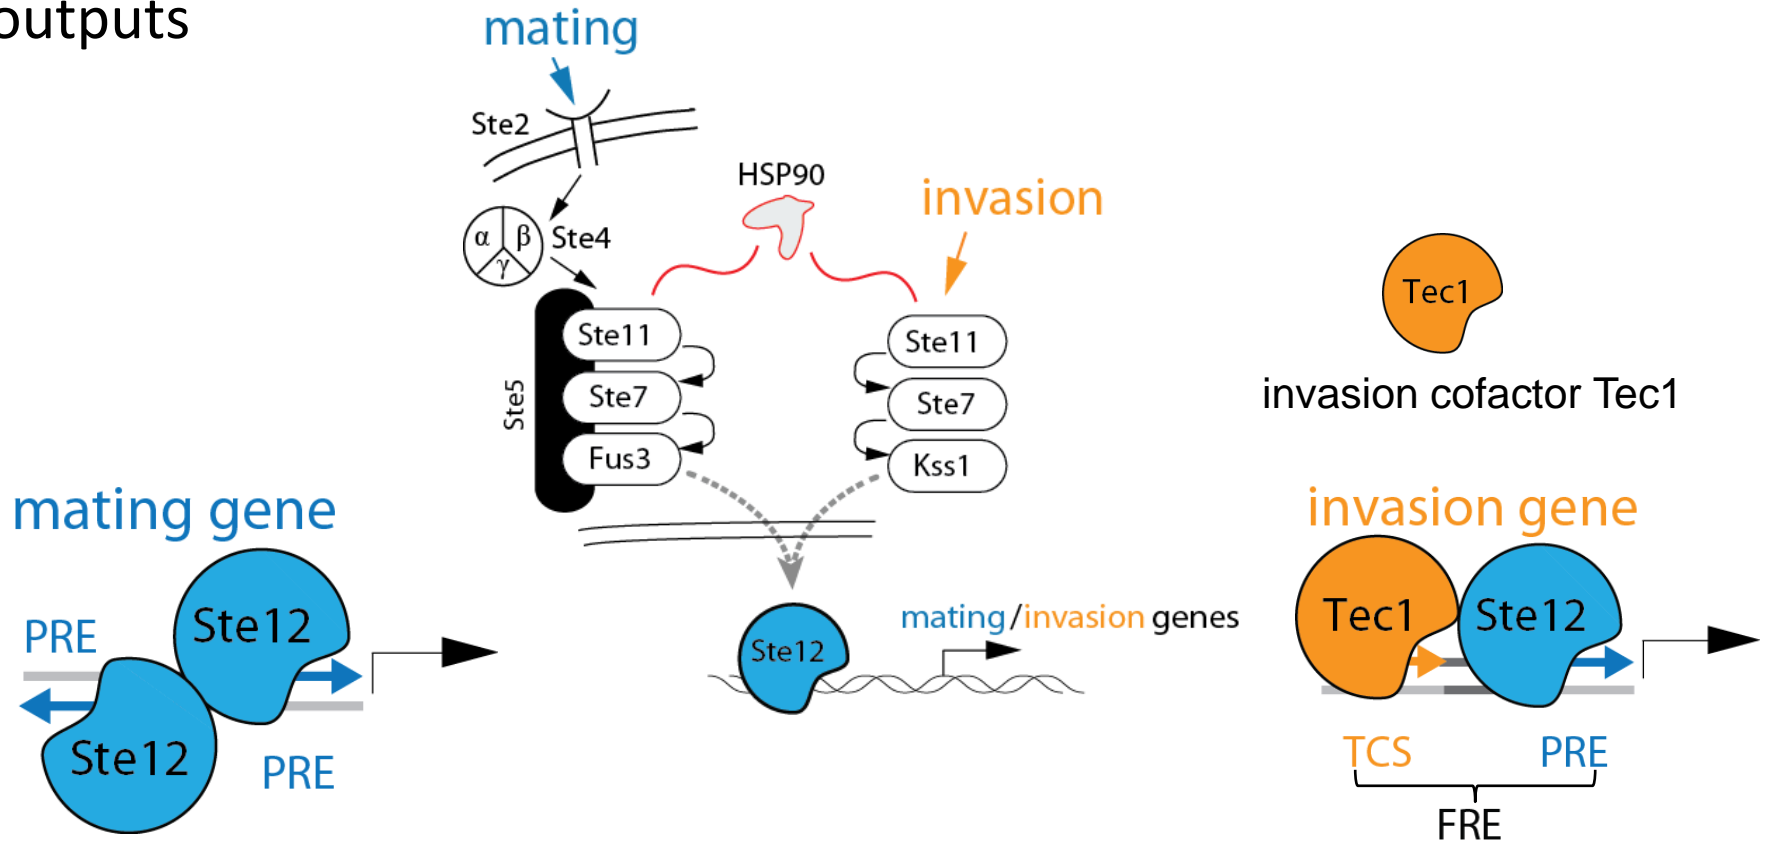 outputs
mating
Ste2
HSP90
invasion
α β γ
Ste4
Ste5
Ste11
Ste7
Fus3
Ste11
Ste7
Kss1
Tec1
invasion cofactor Tec1
mating gene
PRE
Ste12
Ste12
PRE
Ste12
mating/invasion genes
invasion gene
Tec1
Ste12
TCS
PRE
FRE